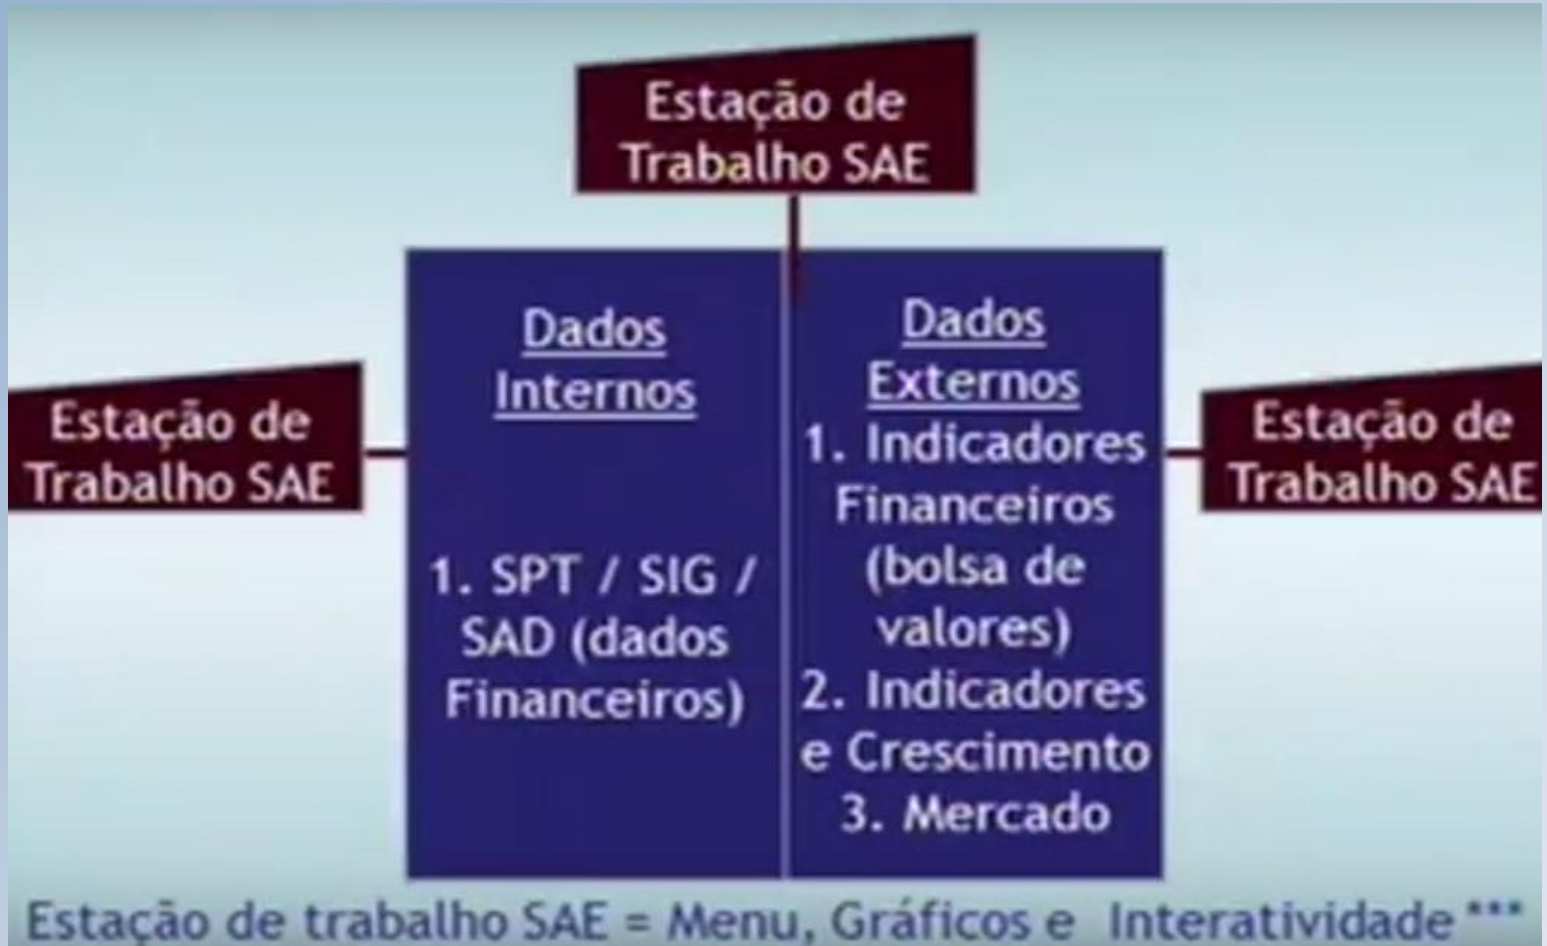 Estação de
Trabalho SAE
Estação de
Trabalho SAE
Dados
Internos
1. SPT / SIG /
SAD (dados
Financeiros)
Dados
Externos
1. Indicadores
Financeiros
(bolsa de
valores)
2. Indicadores
e Crescimento
3. Mercado
Estação de
Trabalho SAE
Estação de trabalho SAE = Menu, Gráficos e Interatividade ***